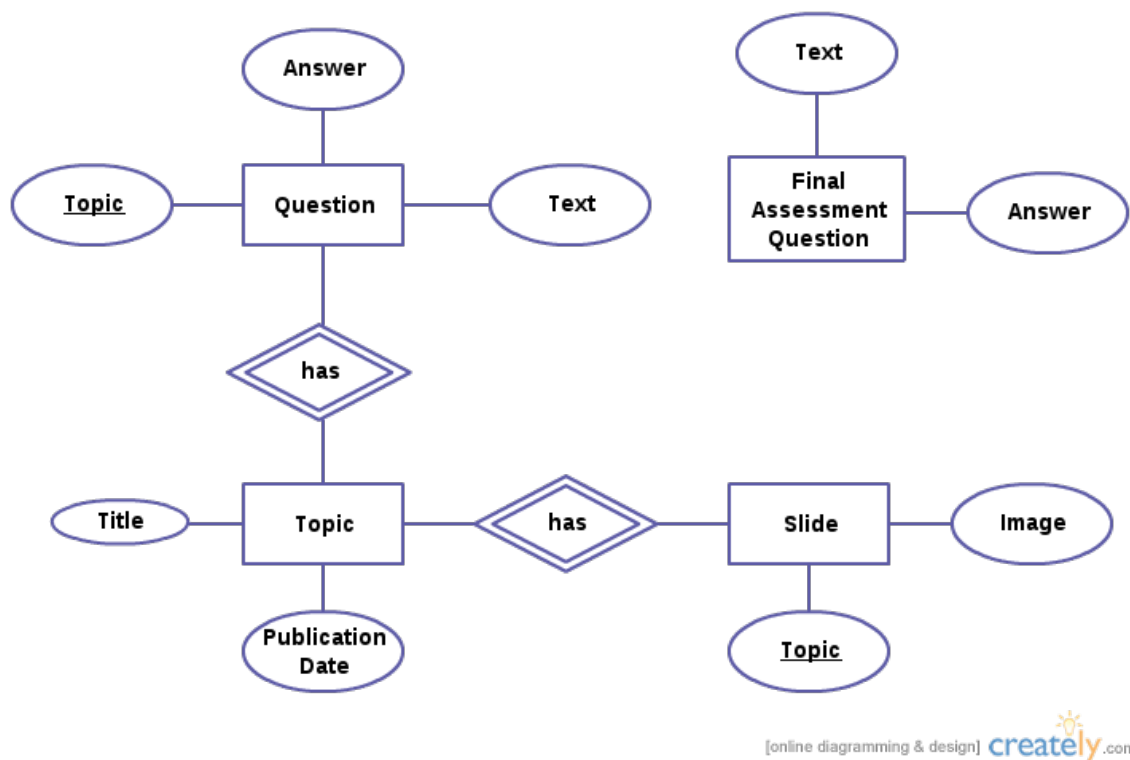 Answer
Text
Topic
Question
Text
Final
Assessment
Question
Answer
has
Title
Topic
has
Slide
Image
Publication
Date
Topic
[online diagramming & design] creately.com